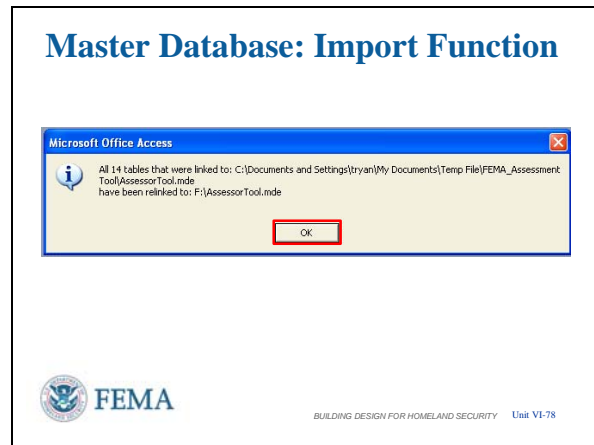 Master Database: Import Function
Microsoft Office Access
All 14 tables that were linked to: C:\Documents and Settings\tryan\My Documents\Temp File\FEMA_Assessment
Tool\AssessorTool.mde
have been relinked to: F:\AssessorTool.mde
OK
FEMA
BUILDING DESIGN FOR HOMELAND SECURITY Unit VI-78